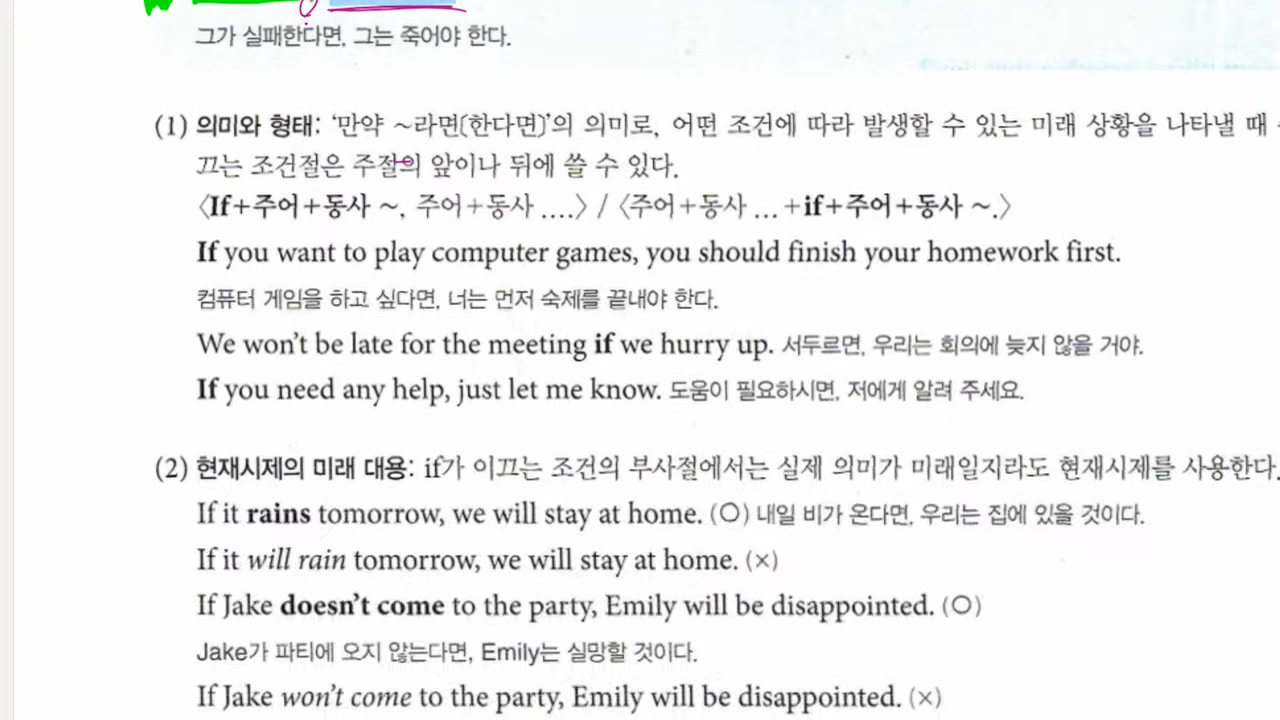 그가 실패한다면, 그는 죽어야 한다.
(1) 의미와 형태: ‘만약 ~라면(한다면)’의 의미로, 어떤 조건에 따라 발생할 수 있는 미래 상황을 나타낼 때
끄는 조건절은 주절의 앞이나 뒤에 쓸 수 있다.
〈If+주어+동사 ~, 주어+동사 ….〉 / 〈주어+동사 … +if+주어+동사 ~.〉
If you want to play computer games, you should finish your homework first.
컴퓨터 게임을 하고 싶다면, 너는 먼저 숙제를 끝내야 한다.
We won't be late for the meeting if we hurry up. 서두르면, 우리는 회의에 늦지 않을 거야.
If you need any help, just let me know. 도움이 필요하시면, 저에게 알려 주세요.
(2) 현재시제의 미래 대용: if가 이끄는 조건의 부사절에서는 실제 의미가 미래일지라도 현재시제를 사용한다.
If it rains tomorrow, we will stay at home. (○) 내일 비가 온다면, 우리는 집에 있을 것이다.
If it will rain tomorrow, we will stay at home. (×)
If Jake doesn't come to the party, Emily will be disappointed. (○)
Jake가 파티에 오지 않는다면, Emily는 실망할 것이다.
If Jake won't come to the party, Emily will be disappointed. (×)